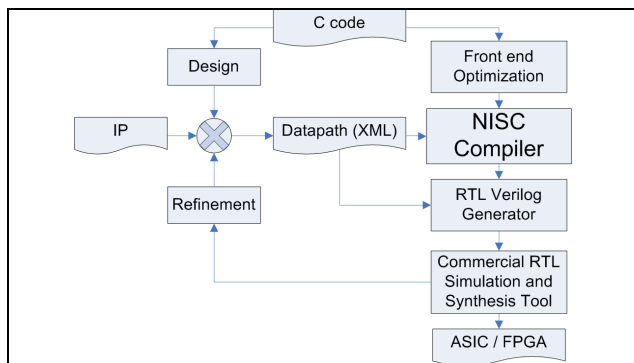 C code
Design
Front end
Optimization
IP
Datapath (XML)
NISC
Compiler
Refinement
RTL Verilog
Generator
Commercial RTL
Simulation and
Synthesis Tool
ASIC / FPGA